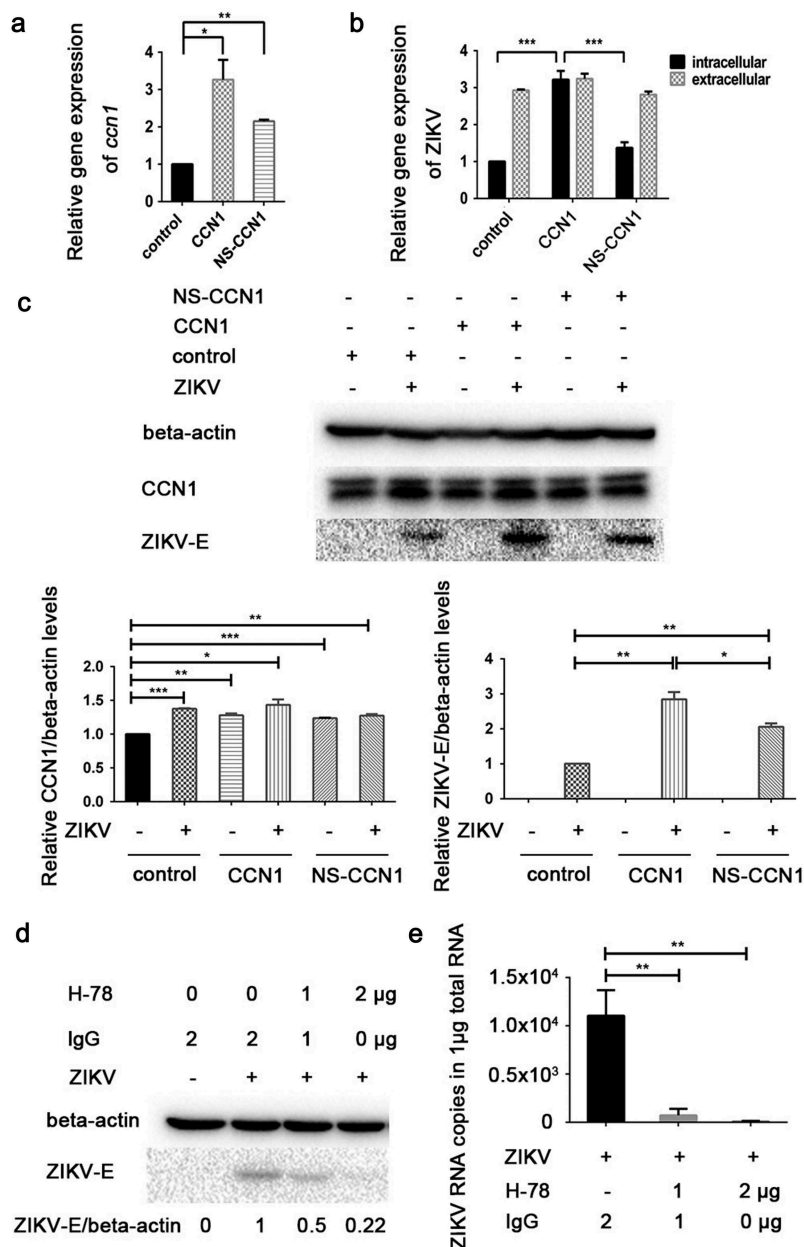 a
Relative gene expression
of ccn1
4
3
2
1
0
*
**
control
CCN1
NS-CCN1
b
Relative gene expression
of ZIKV
4
3
2
1
0
***
***
intracellular
extracellular
control
CCN1
NS-CCN1
c
NS-CCN1 - - - - + +
CCN1 - - + + - -
control + + - - - -
ZIKV - + - + - +
beta-actin
CCN1
ZIKV-E
Relative CCN1/beta-actin levels
2.0
1.5
1.0
0.5
0.0
**
***
*
**
***
ZIKV - + - + - +
control CCN1 NS-CCN1
Relative ZIKV-E/beta-actin levels
4
3
2
1
0
**
**
*
ZIKV - + - + - +
control CCN1 NS-CCN1
d
H-78 0 0 1 2 µg
IgG 2 2 1 0 µg
ZIKV - + + +
beta-actin
ZIKV-E
ZIKV-E/beta-actin 0 1 0.5 0.22
e
ZIKV RNA copies in 1µg total RNA
1.5x10⁴
1.0x10⁴
0.5x10³
0
**
**
ZIKV + + +
H-78 - 1 2 µg
IgG 2 1 0 µg